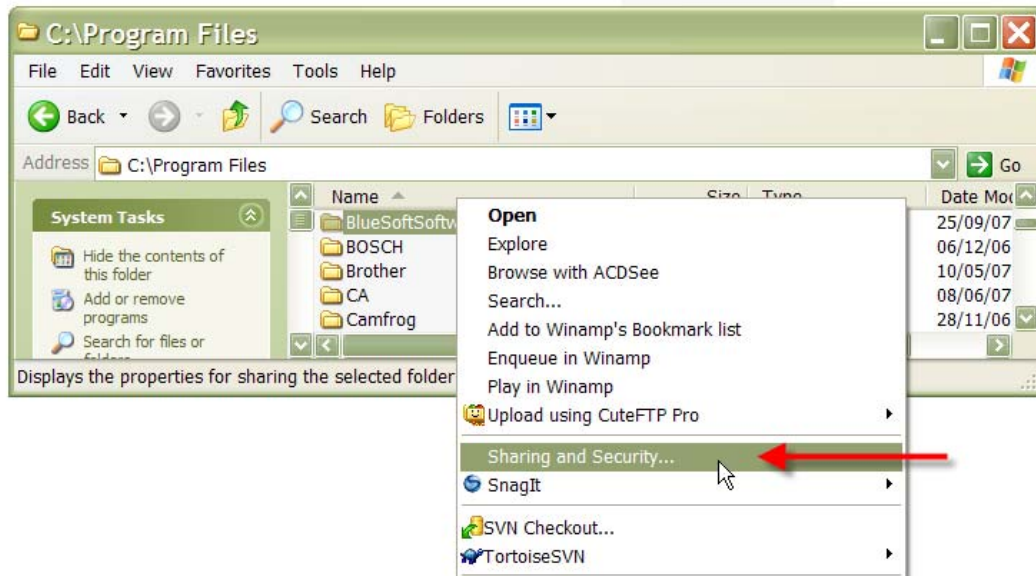 C:\Program Files
File Edit View Favorites Tools Help
Back Search Folders
Address C:\Program Files Go
System Tasks
Hide the contents of
this folder
Add or remove
programs
Search for files or
folders
Name Size Type Date Mod
BlueSoftSoftw 25/09/07
BOSCH 06/12/06
Brother 10/05/07
CA 08/06/07
Camfrog 28/11/06
Displays the properties for sharing the selected folder
Open
Explore
Browse with ACDSee
Search...
Add to Winamp's Bookmark list
Enqueue in Winamp
Play in Winamp
Upload using CuteFTP Pro
Sharing and Security...
SnagIt
SVN Checkout...
TortoiseSVN